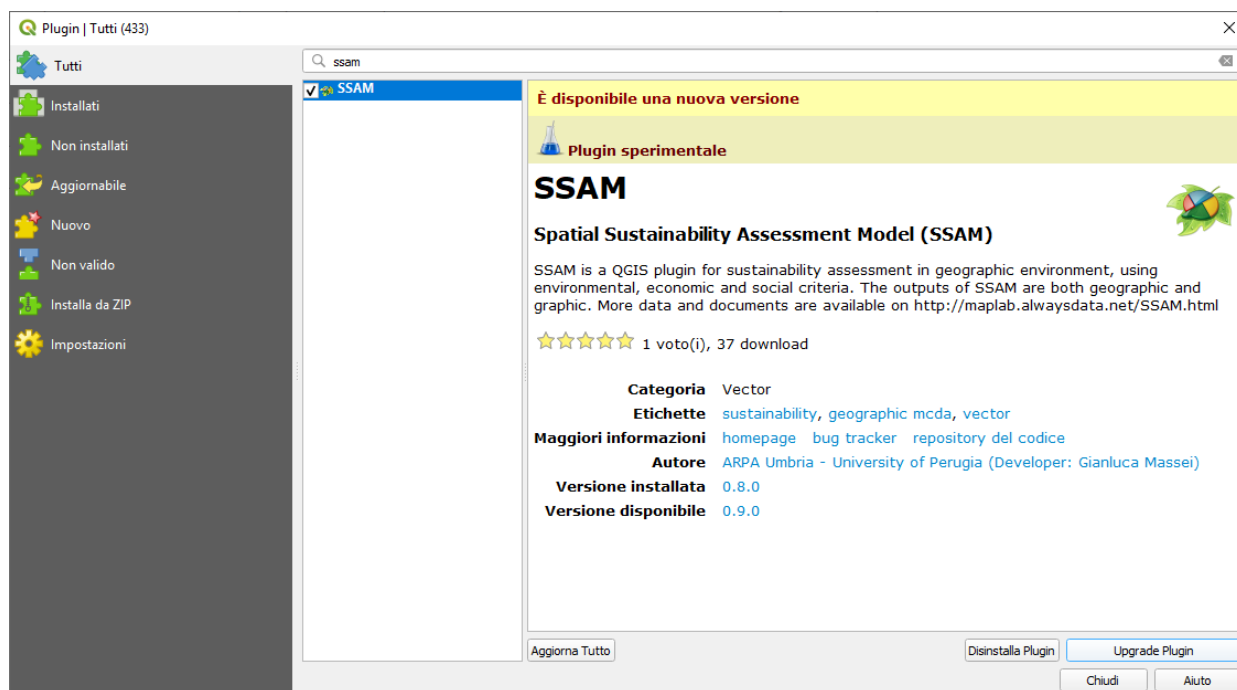 Plugin | Tutti (433)
Tutti
Installati
Non installati
Aggiornabile
Nuovo
Non valido
Installa da ZIP
Impostazioni
ssam
SSAM
È disponibile una nuova versione
Plugin sperimentale
SSAM
Spatial Sustainability Assessment Model (SSAM)
SSAM is a QGIS plugin for sustainability assessment in geographic environment, using
environmental, economic and social criteria. The outputs of SSAM are both geographic and
graphic. More data and documents are available on http://maplab.alwaysdata.net/SSAM.html
1 voto(i), 37 download
Categoria Vector
Etichette sustainability, geographic mcda, vector
Maggiori informazioni homepage bug tracker repository del codice
Autore ARPA Umbria - University of Perugia (Developer: Gianluca Massei)
Versione installata 0.8.0
Versione disponibile 0.9.0
Aggiorna Tutto
Disinstalla Plugin
Upgrade Plugin
Chiudi
Aiuto